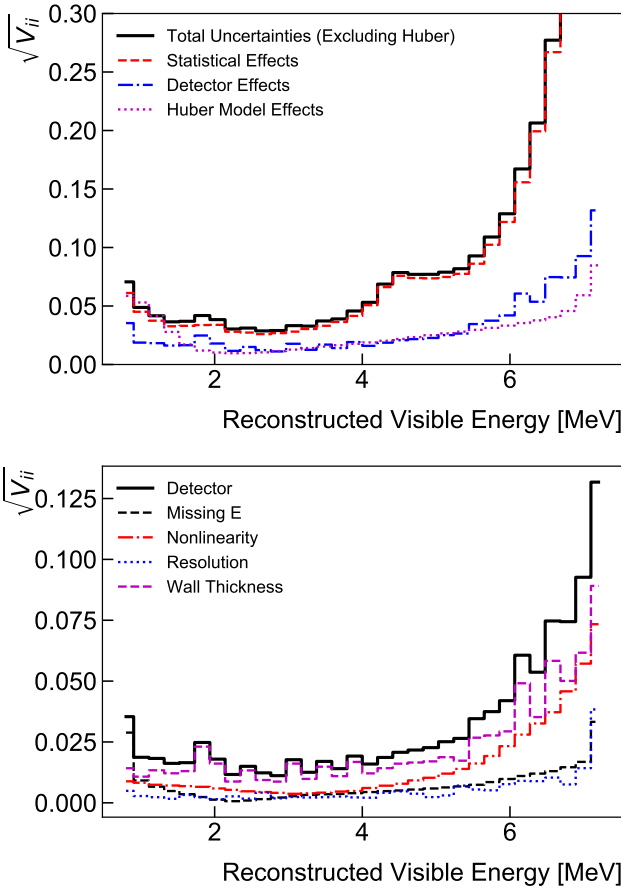 √Vii
0.30
0.25
0.20
0.15
0.10
0.05
0.00
Total Uncertainties (Excluding Huber)
Statistical Effects
Detector Effects
Huber Model Effects
2 4 6
Reconstructed Visible Energy [MeV]
√Vii
0.125
0.100
0.075
0.050
0.025
0.000
Detector
Missing E
Nonlinearity
Resolution
Wall Thickness
2 4 6
Reconstructed Visible Energy [MeV]